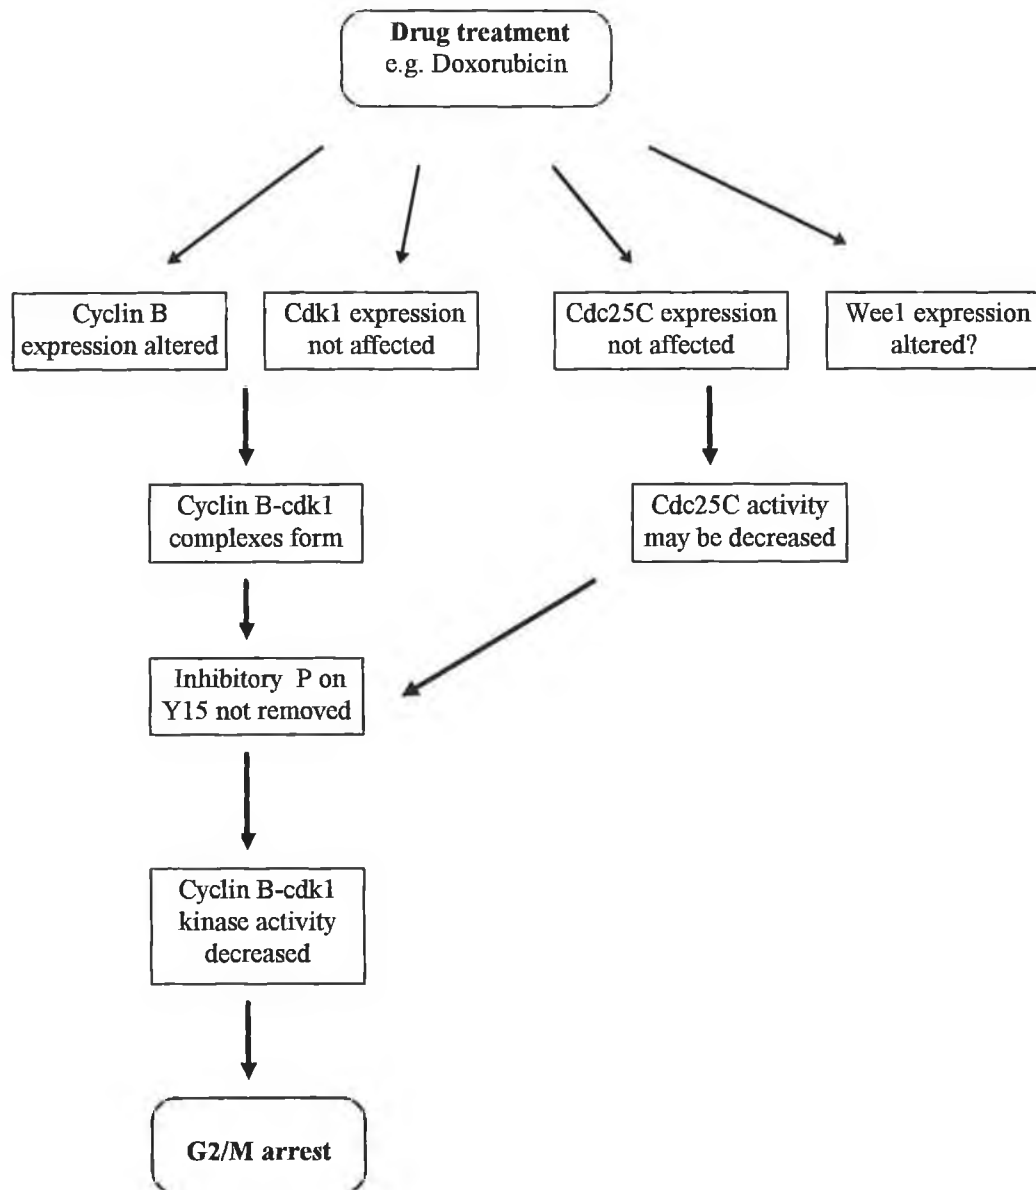 Drug treatment
e.g. Doxorubicin
Cyclin B
expression altered
Cdk1 expression
not affected
Cdc25C expression
not affected
Wee1 expression
altered?
Cyclin B-cdk1
complexes form
Cdc25C activity
may be decreased
Inhibitory P on
Y15 not removed
Cyclin B-cdk1
kinase activity
decreased
G2/M arrest